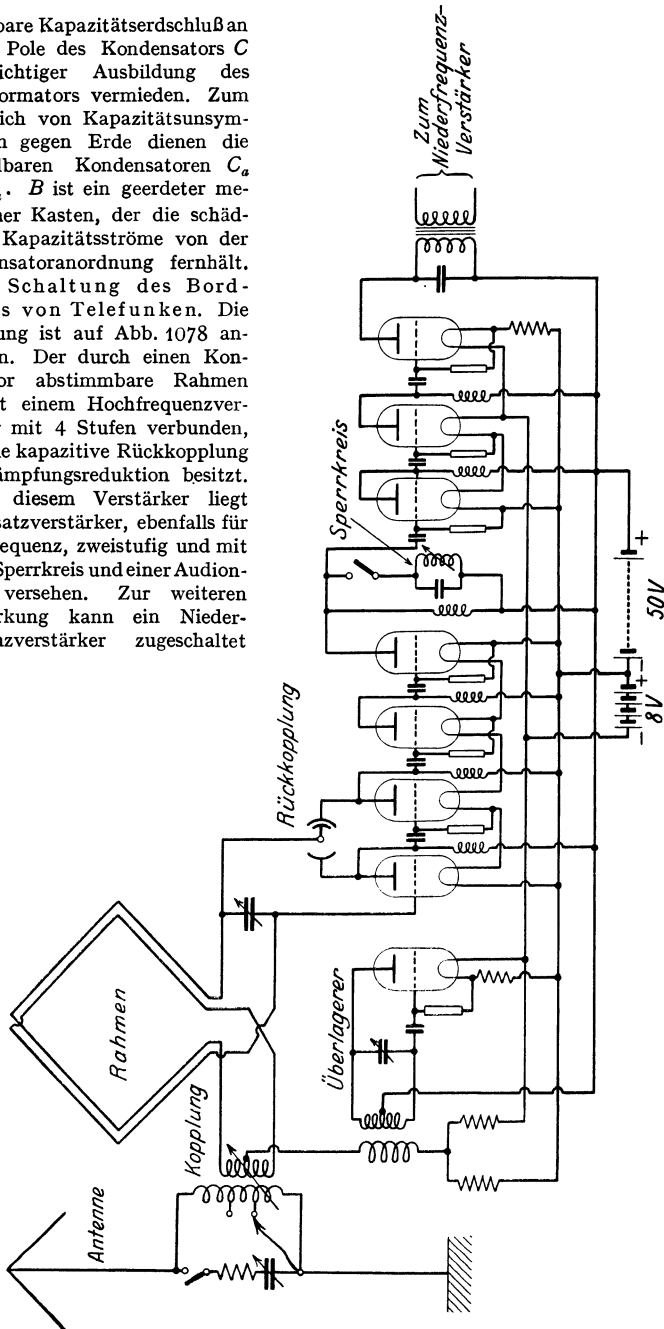 bare Kapazitätserdschluß an
Pole des Kondensators C
ichtiger Ausbildung des
ormators vermieden. Zum
ich von Kapazitätsunsym-
n gegen Erde dienen die
lbaren Kondensatoren Ca
. B ist ein geerdeter me-
her Kasten, der die schäd-
Kapazitätsströme von der
nsatoranordnung fernhält.
Schaltung des Bord-
s von Telefunken. Die
ung ist auf Abb. 1078 an-
n. Der durch einen Kon-
or abstimmbare Rahmen
t einem Hochfrequenzver-
r mit 4 Stufen verbunden,
ne kapazitive Rückkopplung
ämpfungsreduktion besitzt.
diesem Verstärker liegt
satzverstärker, ebenfalls für
requenz, zweistufig und mit
Sperrkreis und einer Audion-
versehen. Zur weiteren
rkung kann ein Nieder-
nzverstärker zugeschaltet
Antenne
Kopplung
Rahmen
Überlagerer
Rückkopplung
Sperrkreis
Zum
Niederfrequenz-
Verstärker
- 8V +
- 50V +